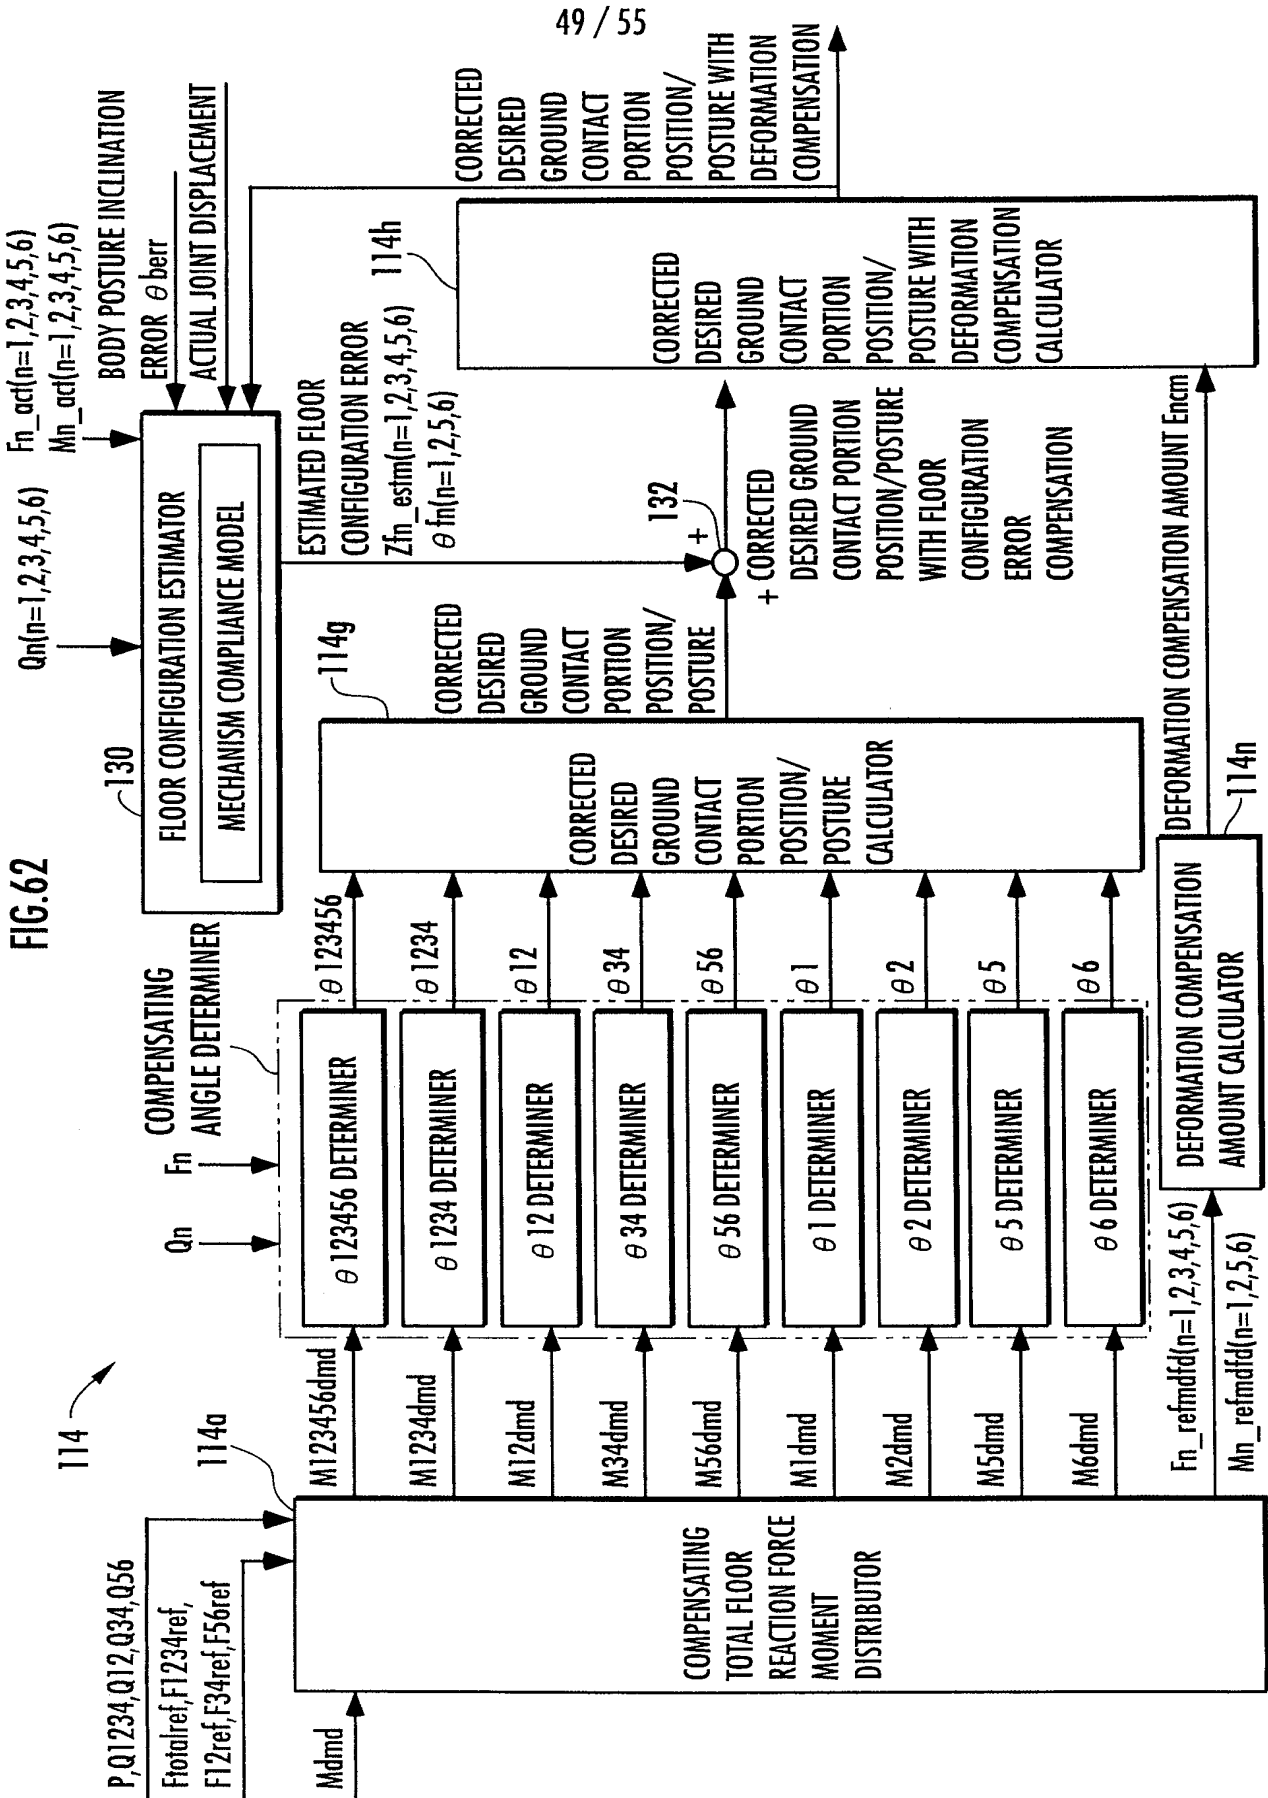 49 / 55
FIG.62
114
P,Q1234,Q12,Q34,Q56
Ftotalref,F1234ref,
F12ref,F34ref,F56ref
Mdmd
114a
COMPENSATING
TOTAL FLOOR
REACTION FORCE
MOMENT
DISTRIBUTOR
M123456dmd
M1234dmd
M12dmd
M34dmd
M56dmd
M1dmd
M2dmd
M5dmd
M6dmd
Fn_refmdfd(n=1,2,3,4,5,6)
Mn_refmdfd(n=1,2,5,6)
Qn
Fn
COMPENSATING
ANGLE DETERMINER
θ123456 DETERMINER
θ1234 DETERMINER
θ12 DETERMINER
θ34 DETERMINER
θ56 DETERMINER
θ1 DETERMINER
θ2 DETERMINER
θ5 DETERMINER
θ6 DETERMINER
θ123456
θ1234
θ12
θ34
θ56
θ1
θ2
θ5
θ6
DEFORMATION COMPENSATION
AMOUNT CALCULATOR
114n
DEFORMATION COMPENSATION AMOUNT Encm
CORRECTED
DESIRED
GROUND
CONTACT
PORTION
POSITION/
POSTURE
CALCULATOR
114g
CORRECTED
DESIRED
GROUND
CONTACT
PORTION
POSITION/
POSTURE
130
FLOOR CONFIGURATION ESTIMATOR
MECHANISM COMPLIANCE MODEL
Qn(n=1,2,3,4,5,6)
Fn_act(n=1,2,3,4,5,6)
Mn_act(n=1,2,3,4,5,6)
BODY POSTURE INCLINATION
ERROR θberr
ACTUAL JOINT DISPLACEMENT
ESTIMATED FLOOR
CONFIGURATION ERROR
Zfn_estm(n=1,2,3,4,5,6)
θfn(n=1,2,5,6)
132
+
+
CORRECTED
DESIRED GROUND
CONTACT PORTION
POSITION/POSTURE
WITH FLOOR
CONFIGURATION
ERROR
COMPENSATION
114h
CORRECTED
DESIRED
GROUND
CONTACT
PORTION
POSITION/
POSTURE WITH
DEFORMATION
COMPENSATION
CALCULATOR
CORRECTED
DESIRED
GROUND
CONTACT
PORTION
POSITION/
POSTURE WITH
DEFORMATION
COMPENSATION